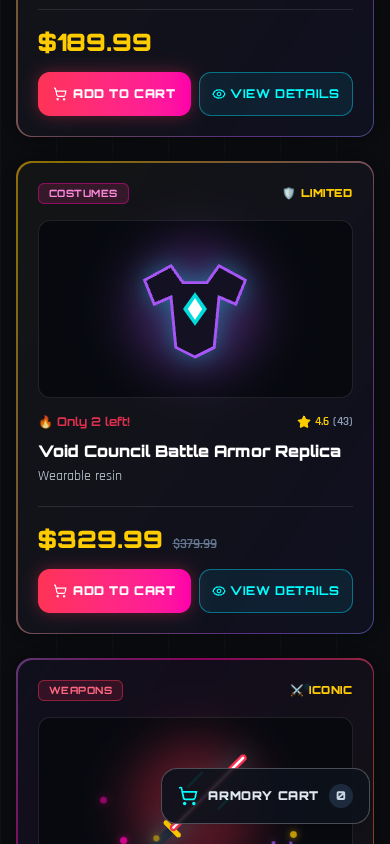 $189.99
ADD TO CART
VIEW DETAILS
COSTUMES
LIMITED
Only 2 left!
4.6 (43)
Void Council Battle Armor Replica
Wearable resin
$329.99 $379.99
ADD TO CART
VIEW DETAILS
WEAPONS
ICONIC
ARMORY CART 0